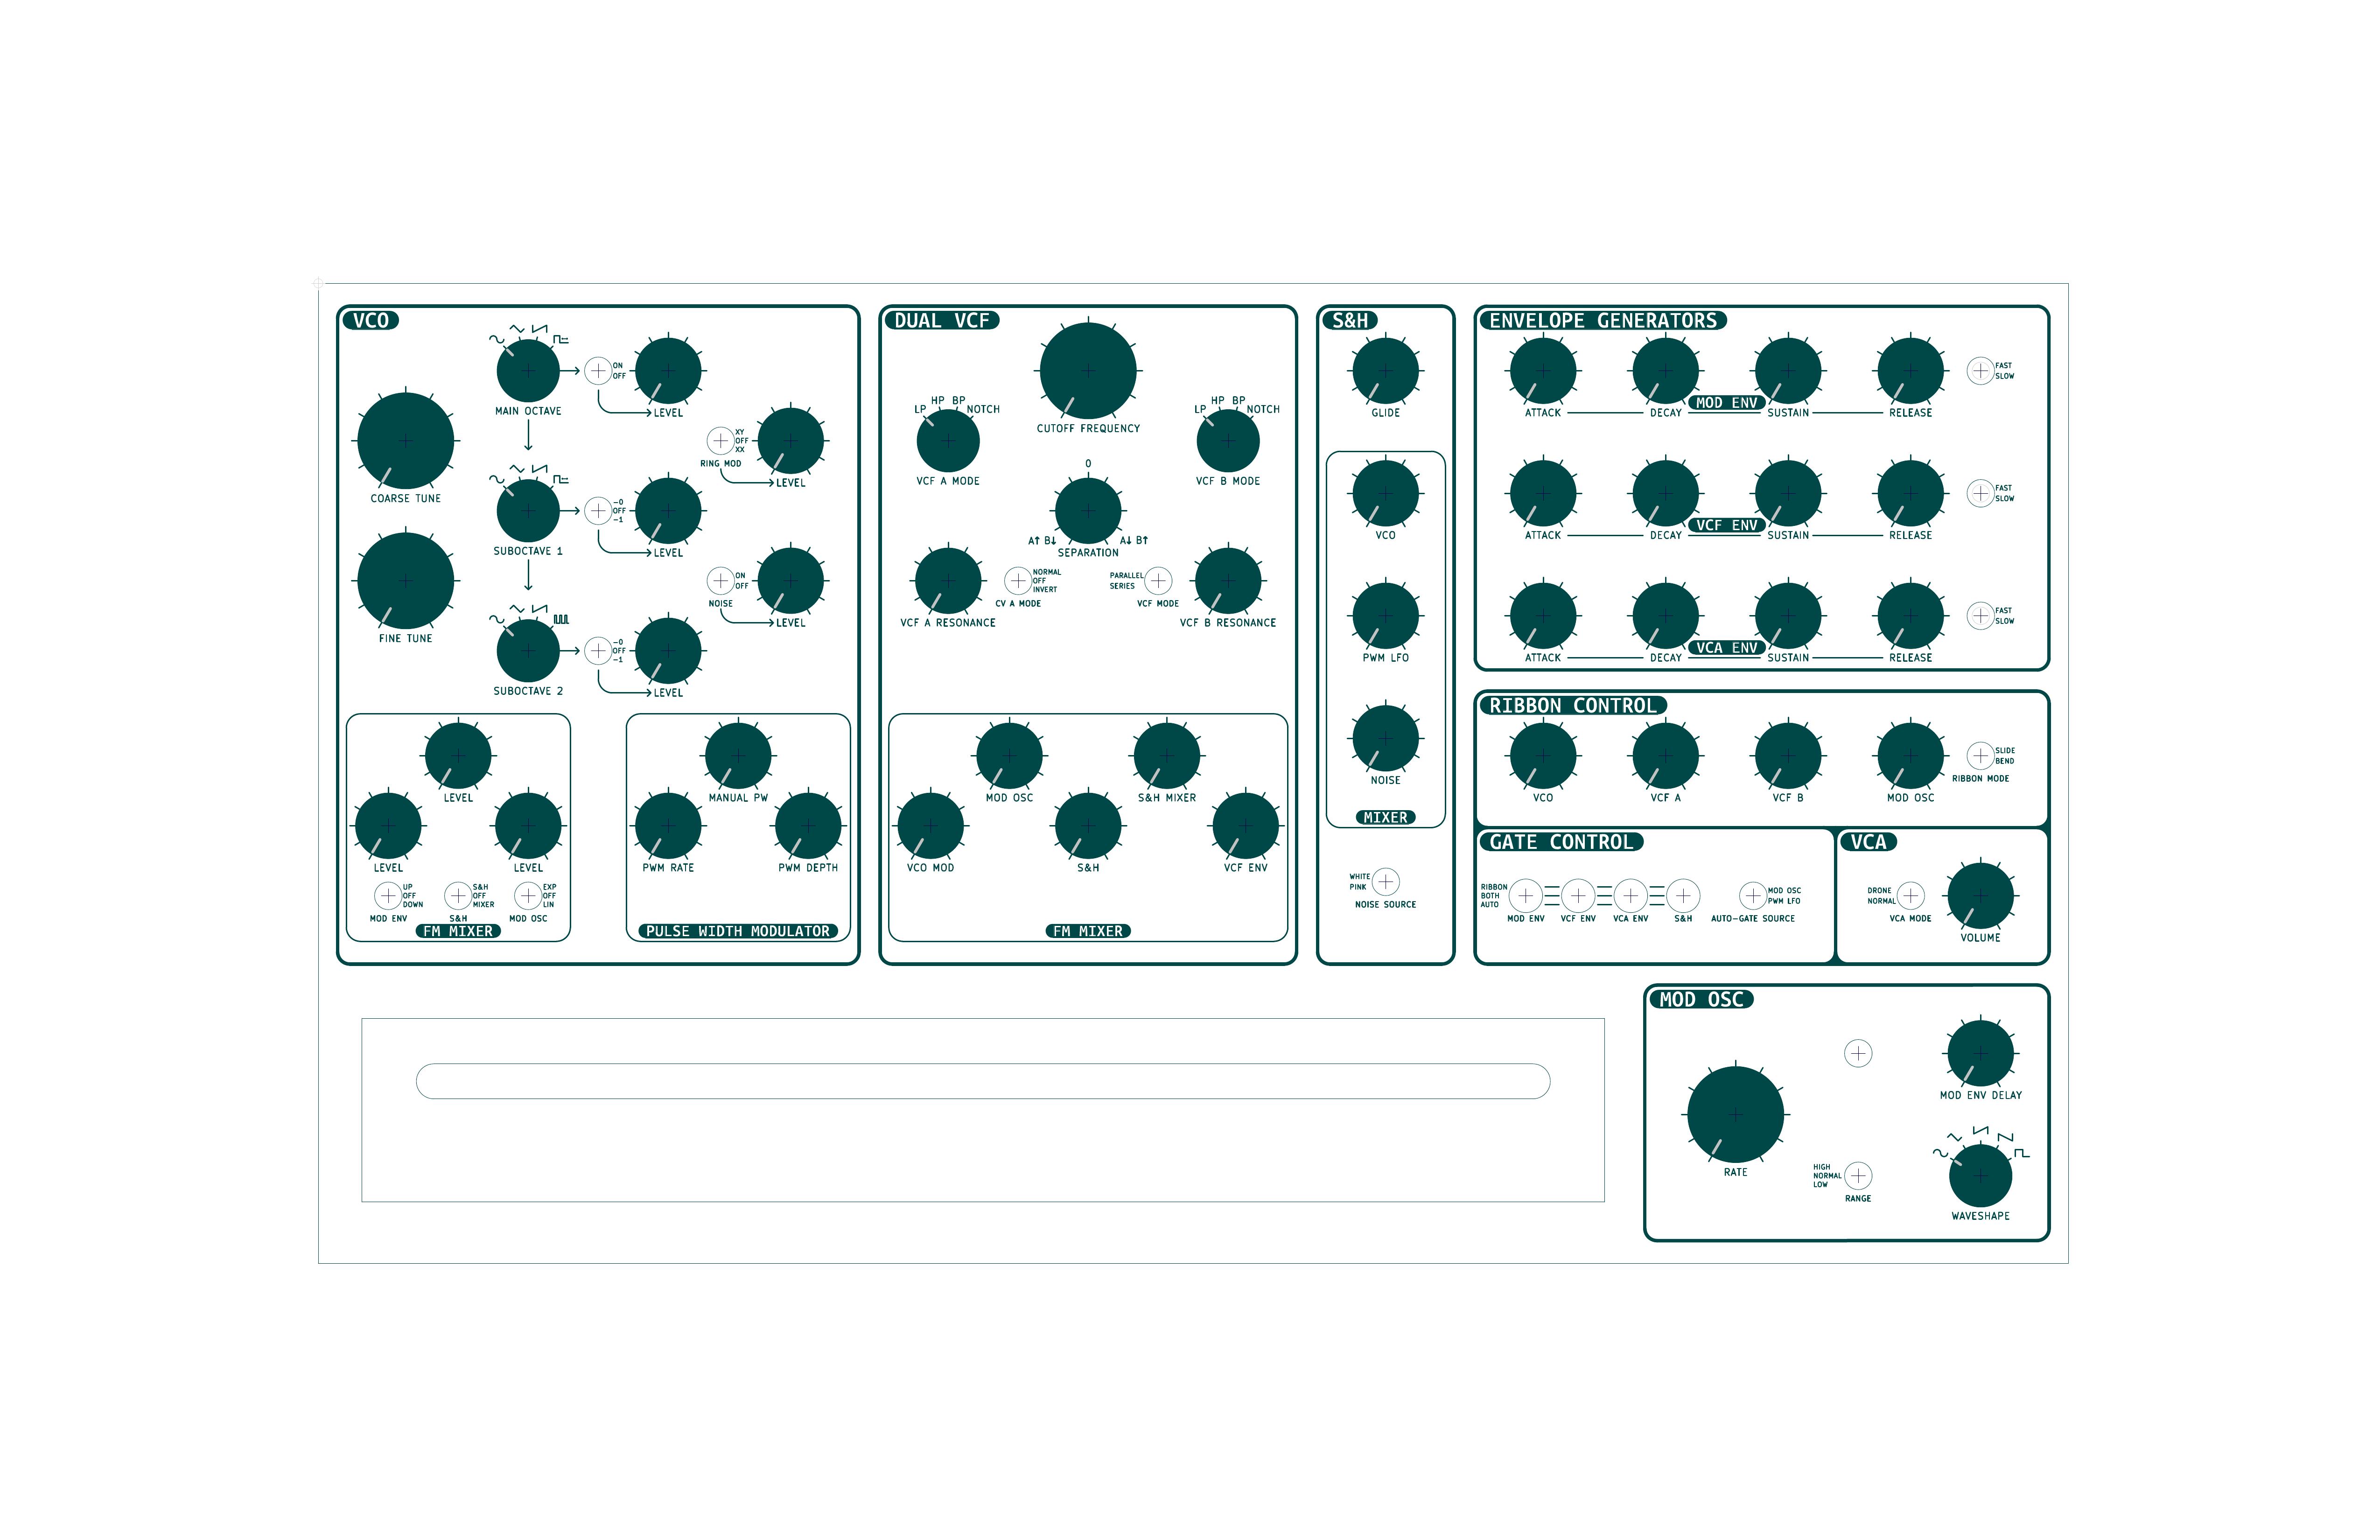 VCO
ON
OFF
MAIN OCTAVE
LEVEL
XY
OFF
XX
RING MOD
LEVEL
COARSE TUNE
-0
OFF
-1
SUBOCTAVE 1
LEVEL
ON
OFF
NOISE
LEVEL
FINE TUNE
-0
OFF
-1
SUBOCTAVE 2
LEVEL
LEVEL
LEVEL
LEVEL
UP
OFF
DOWN
MOD ENV
S&H
OFF
MIXER
S&H
EXP
OFF
LIN
MOD OSC
FM MIXER
MANUAL PW
PWM RATE
PWM DEPTH
PULSE WIDTH MODULATOR
DUAL VCF
CUTOFF FREQUENCY
LP HP BP NOTCH
VCF A MODE
LP HP BP NOTCH
VCF B MODE
0
A↑ B↓
A↓ B↑
SEPARATION
NORMAL
OFF
INVERT
CV A MODE
PARALLEL
SERIES
VCF MODE
VCF A RESONANCE
VCF B RESONANCE
MOD OSC
S&H MIXER
VCO MOD
S&H
VCF ENV
FM MIXER
S&H
GLIDE
VCO
PWM LFO
NOISE
MIXER
WHITE
PINK
NOISE SOURCE
ENVELOPE GENERATORS
FAST
SLOW
MOD ENV
ATTACK DECAY SUSTAIN RELEASE
FAST
SLOW
VCF ENV
ATTACK DECAY SUSTAIN RELEASE
FAST
SLOW
VCA ENV
ATTACK DECAY SUSTAIN RELEASE
RIBBON CONTROL
SLIDE
BEND
RIBBON MODE
VCO VCF A VCF B MOD OSC
GATE CONTROL
RIBBON
BOTH
AUTO
MOD ENV VCF ENV VCA ENV S&H
MOD OSC
PWM LFO
AUTO-GATE SOURCE
VCA
DRONE
NORMAL
VCA MODE
VOLUME
MOD OSC
MOD ENV DELAY
RATE
HIGH
NORMAL
LOW
RANGE
WAVESHAPE